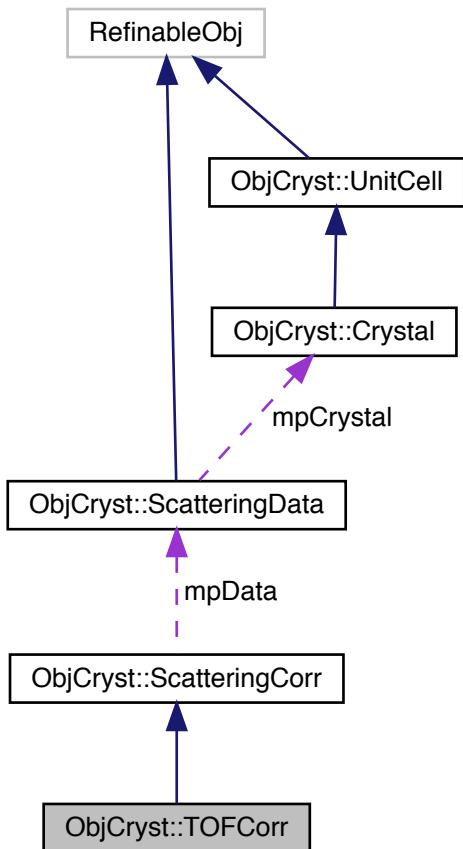 RefinableObj
ObjCryst::UnitCell
ObjCryst::Crystal
mpCrystal
ObjCryst::ScatteringData
mpData
ObjCryst::ScatteringCorr
ObjCryst::TOFCorr